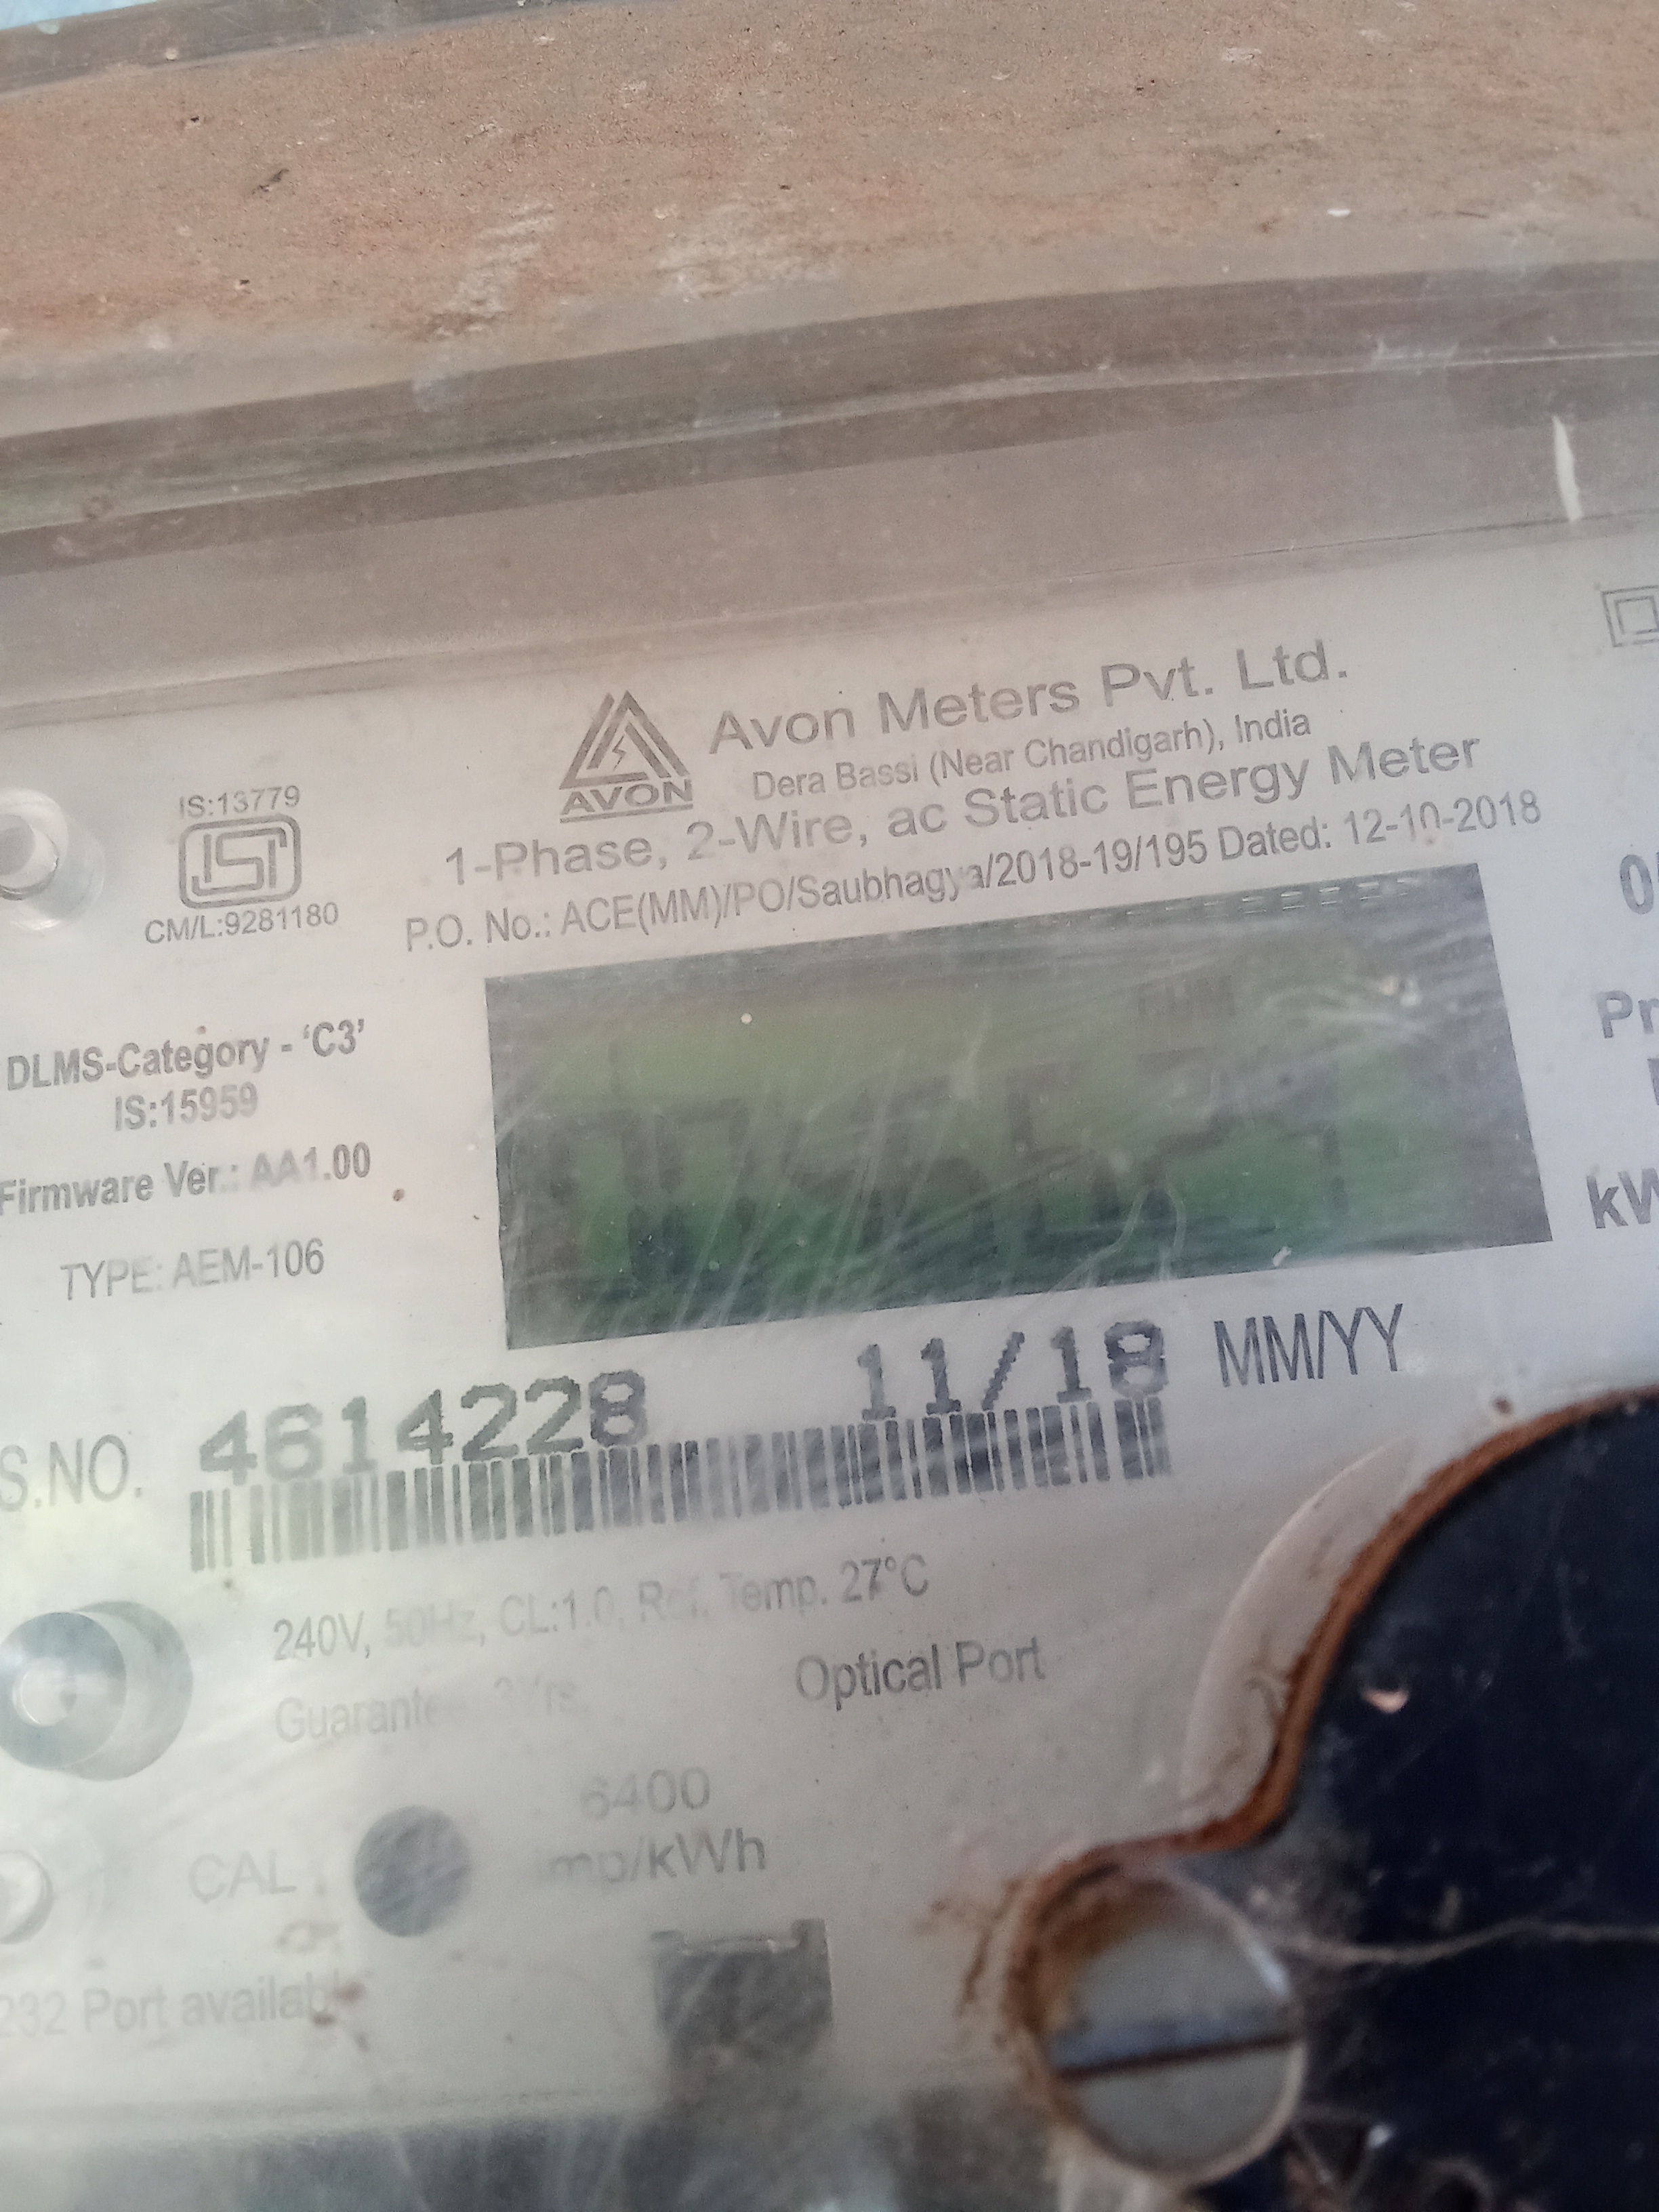 Avon Meters Pvt. Ltd.
Dera Bassi (Near Chandigarh), India
AVON
1-Phase, 2-Wire, ac Static Energy Meter
P.O. No.: ACE(MM)/PO/Saubhagya/2018-19/195 Dated: 12-10-2018
IS:13779
ISI
CM/L:9281180
DLMS-Category - 'C3'
IS:15959
Firmware Ver.: AA1.00
TYPE: AEM-106
11/18 MM/YY
S.NO. 4614228
240V, 50Hz, CL:1.0, Ref. Temp. 27°C
Optical Port
6400
CAL
imp/kWh
232 Port available